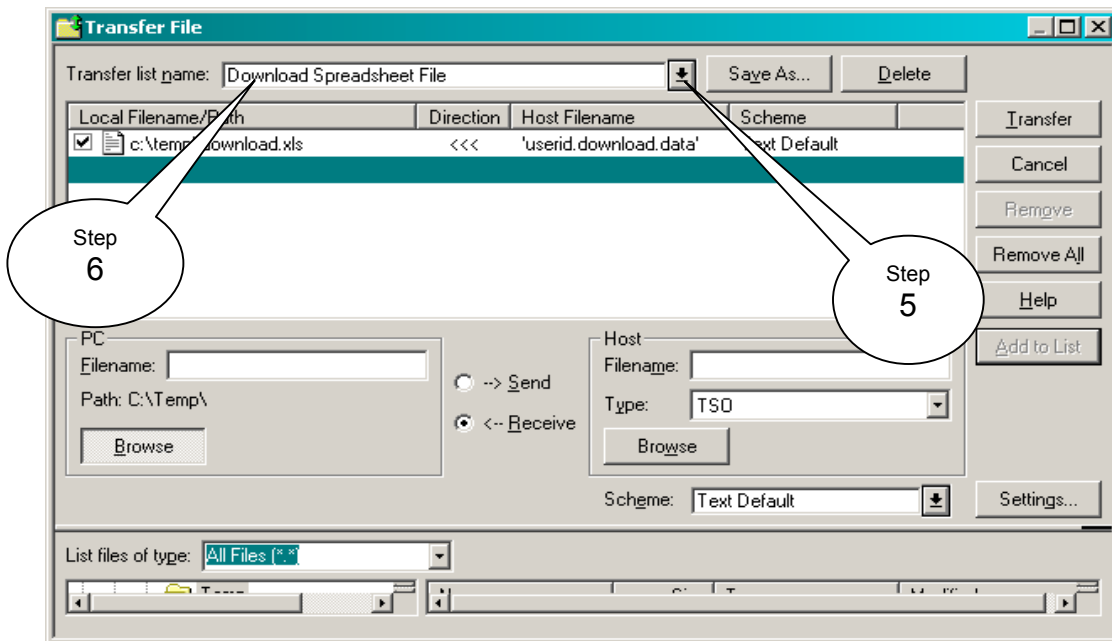 Transfer File
Transfer list name: Download Spreadsheet File Save As... Delete
Local Filename/Path Direction Host Filename Scheme
c:\temp\download.xls <<< 'userid.download.data' Text Default
Transfer
Cancel
Remove
Remove All
Help
Add to List
Step
6
Step
5
PC
Filename:
Path: C:\Temp\
Browse
--> Send
<-- Receive
Host
Filename:
Type: TSO
Browse
Scheme: Text Default
Settings...
List files of type: All Files (*.*)